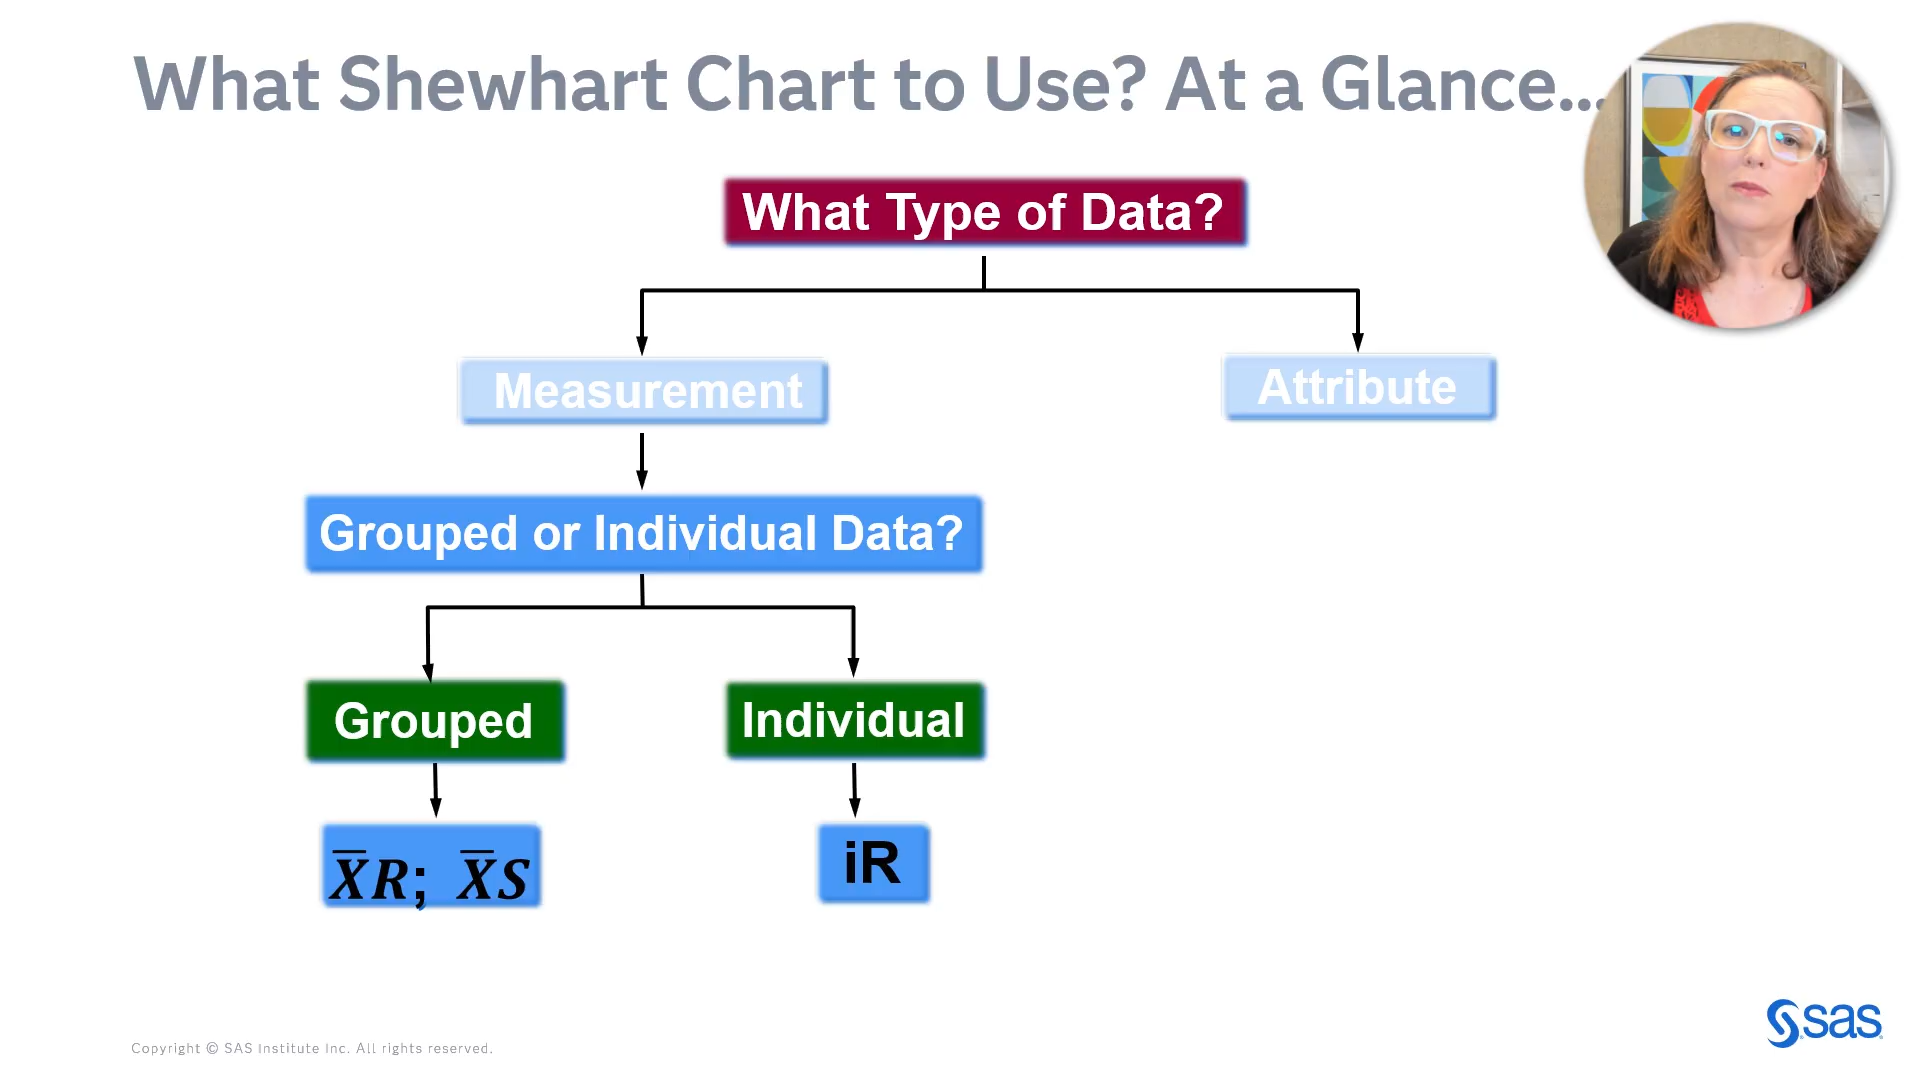 What Shewhart Chart to Use? At a Glance...
What Type of Data?
Measurement
Attribute
Grouped or Individual Data?
Grouped
Individual
X̅R; X̅S
iR
Copyright © SAS Institute Inc. All rights reserved.
sas